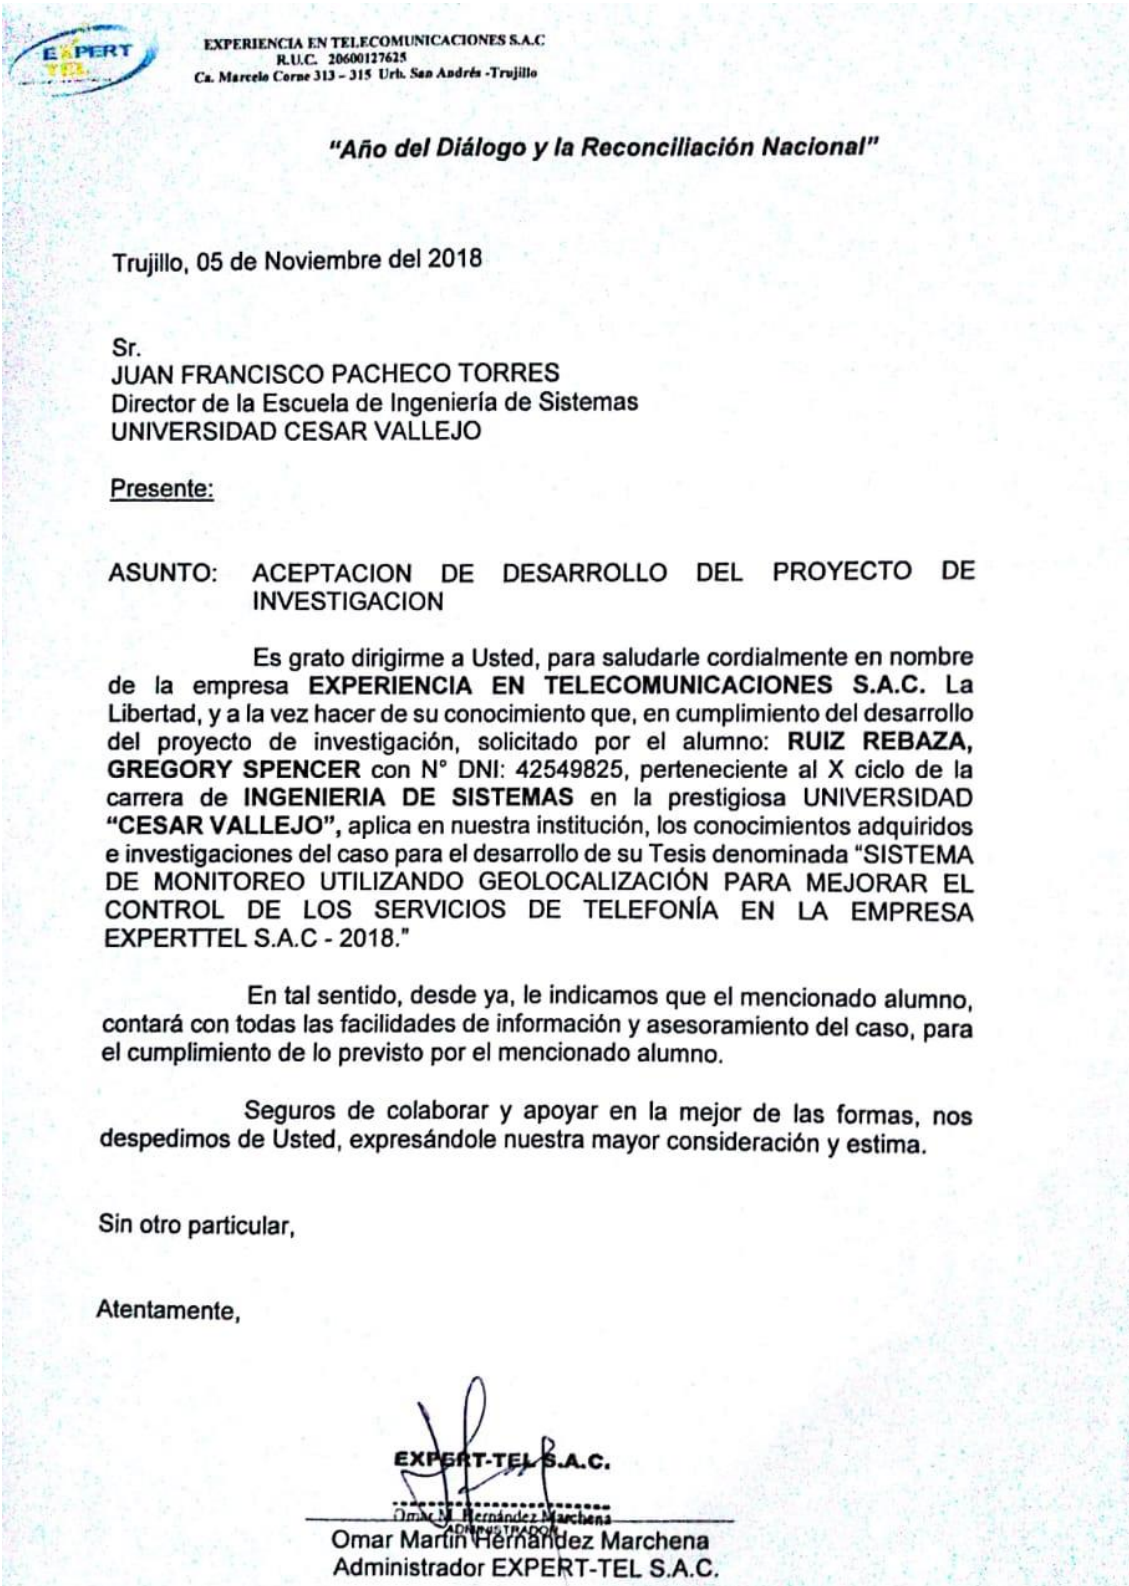 EXPERT
TEL
EXPERIENCIA EN TELECOMUNICACIONES S.A.C
R.U.C. 20600127625
Ca. Marcelo Corne 313 – 315 Urb. San Andrés -Trujillo
“Año del Diálogo y la Reconciliación Nacional”
Trujillo, 05 de Noviembre del 2018
Sr.
JUAN FRANCISCO PACHECO TORRES
Director de la Escuela de Ingeniería de Sistemas
UNIVERSIDAD CESAR VALLEJO
Presente:
ASUNTO: ACEPTACION DE DESARROLLO DEL PROYECTO DE
INVESTIGACION
Es grato dirigirme a Usted, para saludarle cordialmente en nombre
de la empresa EXPERIENCIA EN TELECOMUNICACIONES S.A.C. La
Libertad, y a la vez hacer de su conocimiento que, en cumplimiento del desarrollo
del proyecto de investigación, solicitado por el alumno: RUIZ REBAZA,
GREGORY SPENCER con N° DNI: 42549825, perteneciente al X ciclo de la
carrera de INGENIERIA DE SISTEMAS en la prestigiosa UNIVERSIDAD
“CESAR VALLEJO”, aplica en nuestra institución, los conocimientos adquiridos
e investigaciones del caso para el desarrollo de su Tesis denominada “SISTEMA
DE MONITOREO UTILIZANDO GEOLOCALIZACIÓN PARA MEJORAR EL
CONTROL DE LOS SERVICIOS DE TELEFONÍA EN LA EMPRESA
EXPERTTEL S.A.C - 2018.”
En tal sentido, desde ya, le indicamos que el mencionado alumno,
contará con todas las facilidades de información y asesoramiento del caso, para
el cumplimiento de lo previsto por el mencionado alumno.
Seguros de colaborar y apoyar en la mejor de las formas, nos
despedimos de Usted, expresándole nuestra mayor consideración y estima.
Sin otro particular,
Atentamente,
EXPERT-TEL S.A.C.
Omar M. Hernández Marchena
ADMINISTRADOR
Omar Martin Hernández Marchena
Administrador EXPERT-TEL S.A.C.